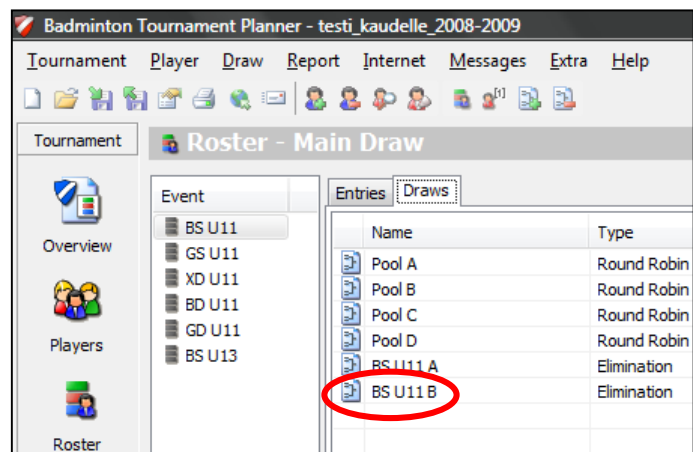 Badminton Tournament Planner - testi_kaudelle_2008-2009
Tournament Player Draw Report Internet Messages Extra Help
[1]
Tournament
Roster - Main Draw
Overview
Players
Roster
Event
BS U11
GS U11
XD U11
BD U11
GD U11
BS U13
Entries Draws
Name Type
Pool A Round Robin
Pool B Round Robin
Pool C Round Robin
Pool D Round Robin
BS U11 A Elimination
BS U11 B Elimination